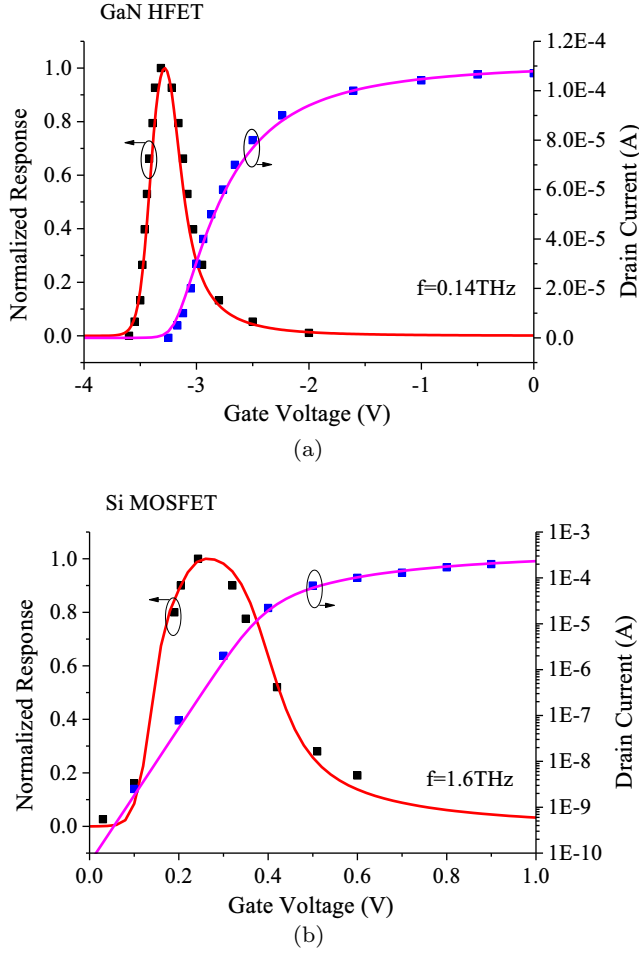 GaN HFET
1.0
0.8
0.6
0.4
0.2
0.0
Normalized Response
1.2E-4
1.0E-4
8.0E-5
6.0E-5
4.0E-5
2.0E-5
0.0
Drain Current (A)
f=0.14THz
-4 -3 -2 -1 0
Gate Voltage (V)
(a)
Si MOSFET
1.0
0.8
0.6
0.4
0.2
0.0
Normalized Response
1E-3
1E-4
1E-5
1E-6
1E-7
1E-8
1E-9
1E-10
Drain Current (A)
f=1.6THz
0.0 0.2 0.4 0.6 0.8 1.0
Gate Voltage (V)
(b)